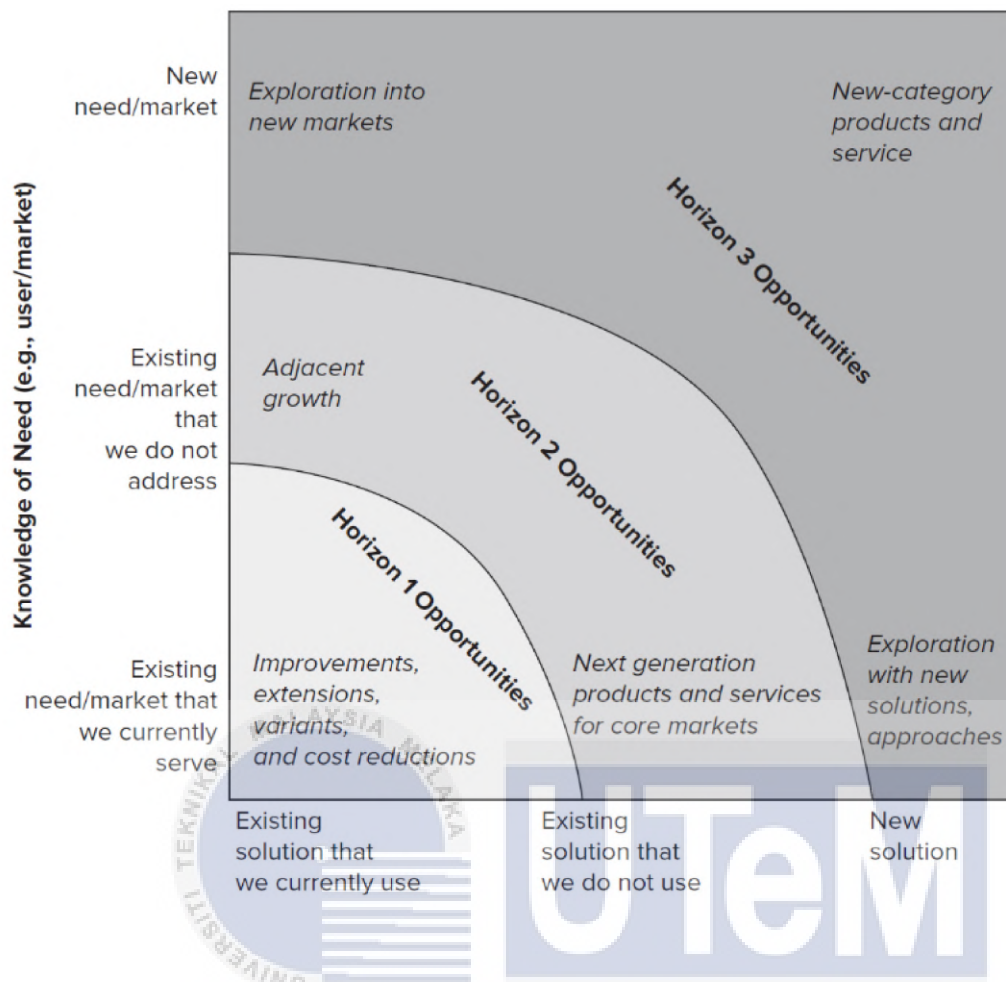 New
need/market
Exploration into
new markets
New-category
products and
service
Horizon 3 Opportunities
Knowledge of Need (e.g., user/market)
Existing
need/market
that
we do not
address
Adjacent
growth
Horizon 2 Opportunities
Horizon 1 Opportunities
Existing
need/market that
we currently
serve
Improvements,
extensions,
variants,
and cost reductions
Next generation
products and services
for core markets
Exploration
with new
solutions,
approaches
Existing
solution that
we currently use
Existing
solution that
we do not use
New
solution
UNIVERSITI TEKNIKAL MALAYSIA MELAKA
UTeM